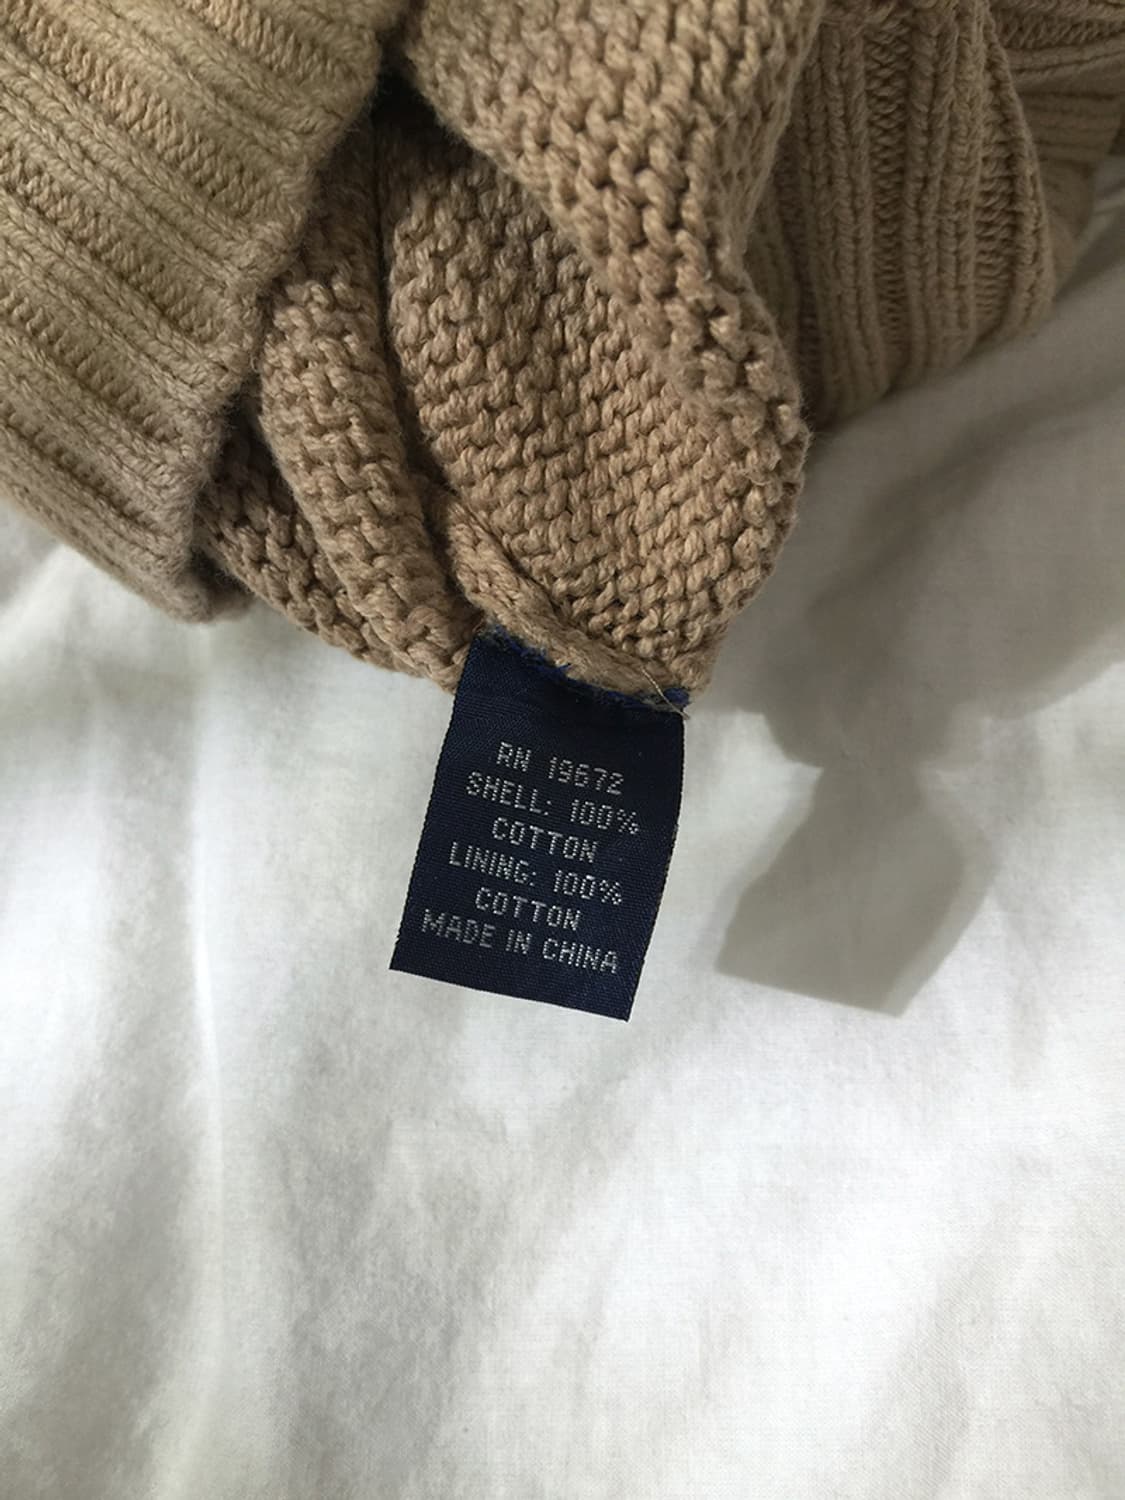 RN 19672
SHELL: 100%
COTTON
LINING: 100%
COTTON
MADE IN CHINA